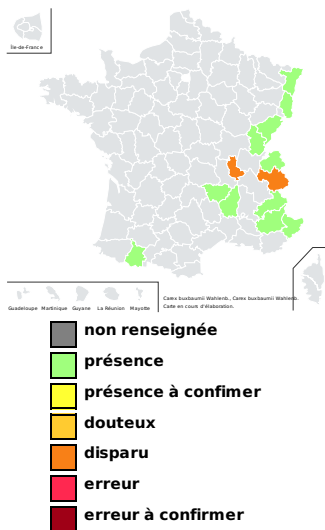 Île-de-France
Guadeloupe Martinique Guyane La Réunion Mayotte
Carex buxbaumii Wahlenb., Carex buxbaumii Wahlenb.
Carte en cours d'élaboration.
non renseignée
présence
présence à confimer
douteux
disparu
erreur
erreur à confirmer